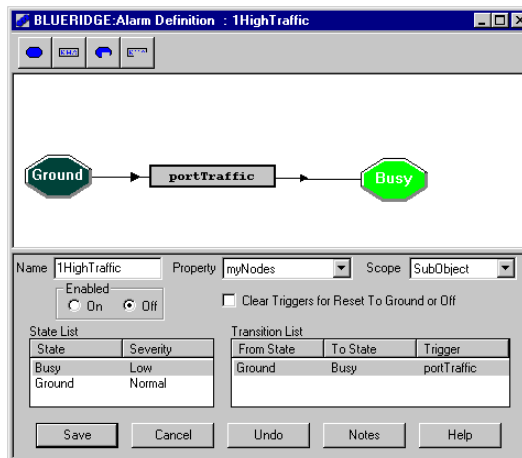 BLUERIDGE:Alarm Definition : 1HighTraffic
Ground portTraffic Busy
Name 1HighTraffic Property myNodes Scope SubObject
Enabled
On Off Clear Triggers for Reset To Ground or Off
State List Transition List
State Severity From State To State Trigger
Busy Low Ground Busy portTraffic
Ground Normal
Save Cancel Undo Notes Help